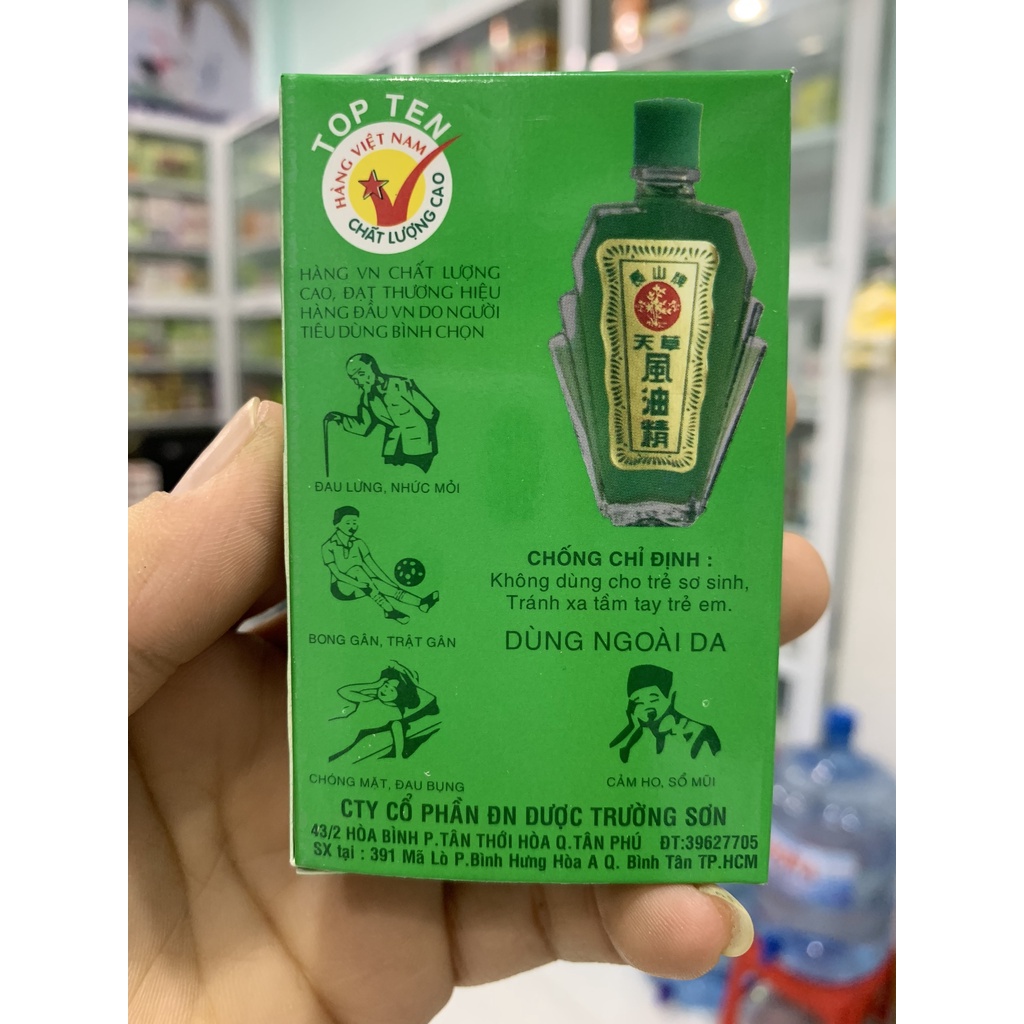 TOP TEN
HÀNG VIỆT NAM
CHẤT LƯỢNG CAO
HÀNG VN CHẤT LƯỢNG
CAO, ĐẠT THƯƠNG HIỆU
HÀNG ĐẦU VN DO NGƯỜI
TIÊU DÙNG BÌNH CHỌN
長山牌
天草
風油精
ĐAU LƯNG, NHỨC MỎI
CHỐNG CHỈ ĐỊNH :
Không dùng cho trẻ sơ sinh,
Tránh xa tầm tay trẻ em.
DÙNG NGOÀI DA
BONG GÂN, TRẬT GÂN
CHÓNG MẶT, ĐAU BỤNG
CẢM HO, SỔ MŨI
CTY CỔ PHẦN ĐN DƯỢC TRƯỜNG SƠN
43/2 HÒA BÌNH P.TÂN THỚI HÒA Q.TÂN PHÚ ĐT:39627705
SX tại : 391 Mã Lò P.Bình Hưng Hòa A Q. Bình Tân TP.HCM